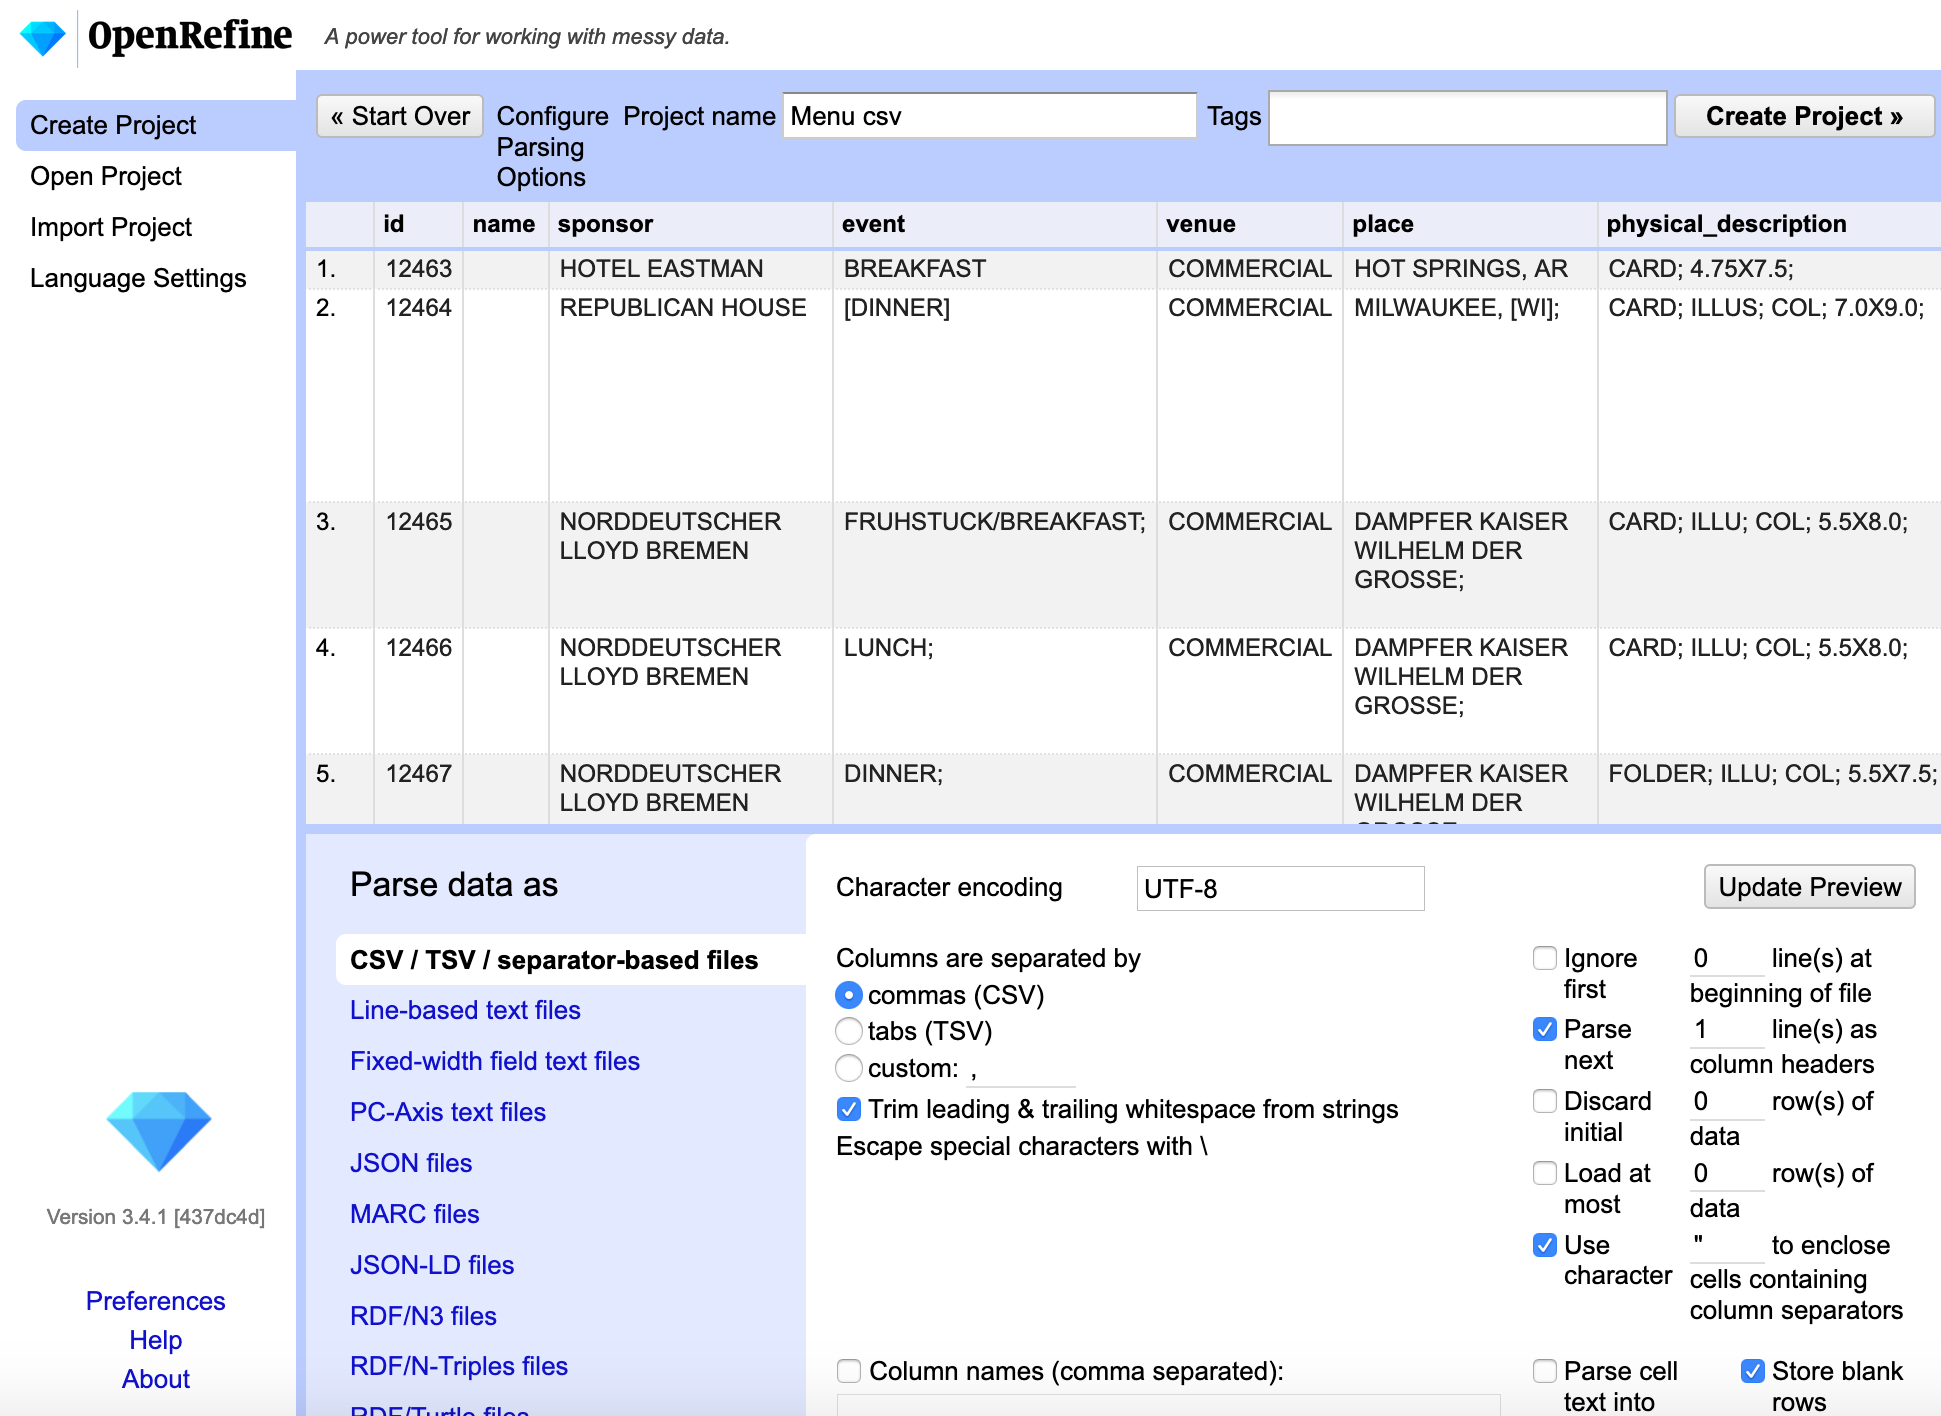 OpenRefine A power tool for working with messy data.
Create Project
Open Project
Import Project
Language Settings
« Start Over Configure Parsing Options Project name Menu csv Tags Create Project »
id name sponsor event venue place physical_description
1. 12463 HOTEL EASTMAN BREAKFAST COMMERCIAL HOT SPRINGS, AR CARD; 4.75X7.5;
2. 12464 REPUBLICAN HOUSE [DINNER] COMMERCIAL MILWAUKEE, [WI]; CARD; ILLUS; COL; 7.0X9.0;
3. 12465 NORDDEUTSCHER LLOYD BREMEN FRUHSTUCK/BREAKFAST; COMMERCIAL DAMPFER KAISER WILHELM DER GROSSE; CARD; ILLU; COL; 5.5X8.0;
4. 12466 NORDDEUTSCHER LLOYD BREMEN LUNCH; COMMERCIAL DAMPFER KAISER WILHELM DER GROSSE; CARD; ILLU; COL; 5.5X8.0;
5. 12467 NORDDEUTSCHER LLOYD BREMEN DINNER; COMMERCIAL DAMPFER KAISER WILHELM DER FOLDER; ILLU; COL; 5.5X7.5;
Version 3.4.1 [437dc4d]
Preferences
Help
About
Parse data as
CSV / TSV / separator-based files
Line-based text files
Fixed-width field text files
PC-Axis text files
JSON files
MARC files
JSON-LD files
RDF/N3 files
RDF/N-Triples files
RDF/Turtle files
Character encoding UTF-8
Update Preview
Columns are separated by
commas (CSV)
tabs (TSV)
custom: ,
Trim leading & trailing whitespace from strings
Escape special characters with \
Column names (comma separated):
Ignore first 0 line(s) at beginning of file
Parse next 1 line(s) as column headers
Discard initial 0 row(s) of data
Load at most 0 row(s) of data
Use character " to enclose cells containing column separators
Parse cell text into
Store blank rows